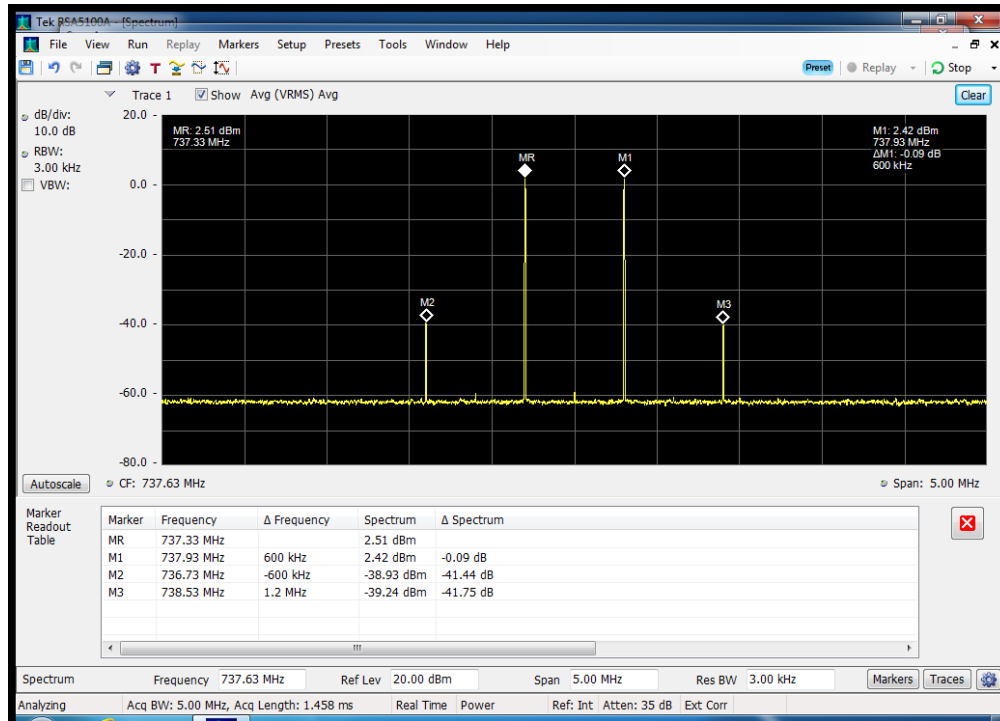 Tek RSA5100A - [Spectrum]
File View Run Replay Markers Setup Presets Tools Window Help
T Preset Replay Stop
Trace 1 Show Avg (VRMS) Avg Clear
dB/div:
10.0 dB
RBW:
3.00 kHz
VBW:
20.0
0.0
-20.0
-40.0
-60.0
-80.0
MR: 2.51 dBm
737.33 MHz
M1: 2.42 dBm
737.93 MHz
ΔM1: -0.09 dB
600 kHz
MR
M1
M2
M3
Autoscale CF: 737.63 MHz Span: 5.00 MHz
Marker
Readout
Table
Marker Frequency Δ Frequency Spectrum Δ Spectrum
MR 737.33 MHz 2.51 dBm
M1 737.93 MHz 600 kHz 2.42 dBm -0.09 dB
M2 736.73 MHz -600 kHz -38.93 dBm -41.44 dB
M3 738.53 MHz 1.2 MHz -39.24 dBm -41.75 dB
Spectrum Frequency 737.63 MHz Ref Lev 20.00 dBm Span 5.00 MHz Res BW 3.00 kHz Markers Traces
Analyzing Acq BW: 5.00 MHz, Acq Length: 1.458 ms Real Time Power Ref: Int Atten: 35 dB Ext Corr